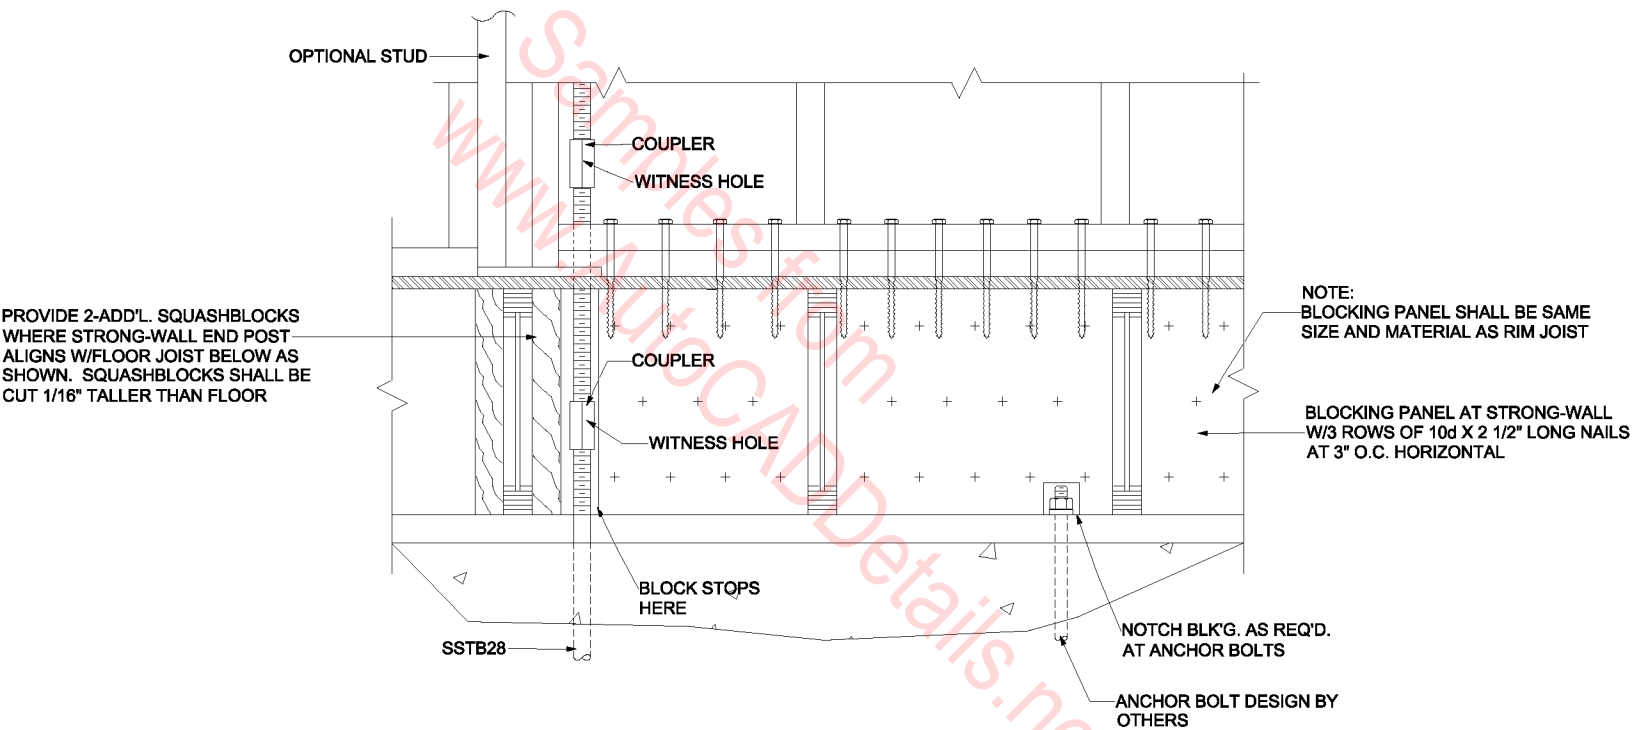 OPTIONAL STUD
COUPLER
WITNESS HOLE
PROVIDE 2-ADD'L. SQUASHBLOCKS
WHERE STRONG-WALL END POST
ALIGNS W/FLOOR JOIST BELOW AS
SHOWN. SQUASHBLOCKS SHALL BE
CUT 1/16" TALLER THAN FLOOR
COUPLER
WITNESS HOLE
NOTE:
BLOCKING PANEL SHALL BE SAME
SIZE AND MATERIAL AS RIM JOIST
BLOCKING PANEL AT STRONG-WALL
W/3 ROWS OF 10d X 2 1/2" LONG NAILS
AT 3" O.C. HORIZONTAL
BLOCK STOPS
HERE
SSTB28
NOTCH BLK'G. AS REQ'D.
AT ANCHOR BOLTS
ANCHOR BOLT DESIGN BY
OTHERS
Samples from
www.AutoCADDetails.ne